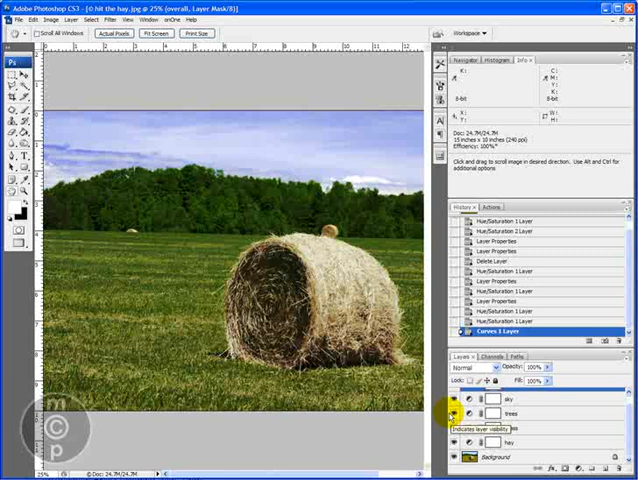 Adobe Photoshop CS3 - [© hit the hay.jpg @ 25% (overall, Layer Mask/8)]
File Edit Image Layer Select Filter View Window onOne Help
Scroll All Windows Actual Pixels Fit Screen Print Size Workspace
Ps
Navigator Histogram Info
K: C:
M:
Y:
K:
8-bit 8-bit
X: W:
Y: H:
Doc: 24.7M/24.7M
15 inches x 10 inches (240 ppi)
Efficiency: 100%*
Click and drag to scroll image in desired direction. Use Alt and Ctrl for
additional options
History Actions
Hue/Saturation 1 Layer
Hue/Saturation 2 Layer
Layer Properties
Delete Layer
Layer Properties
Hue/Saturation 1 Layer
Layer Properties
Layer Properties
Hue/Saturation 1 Layer
Hue/Saturation 1 Layer
Curves 1 Layer
Layers Channels Paths
Normal Opacity: 100%
Lock: Fill: 100%
sky
trees
Indicates layer visibility
hay
Background
m
c p
25% Doc: 24.7M/24.7M